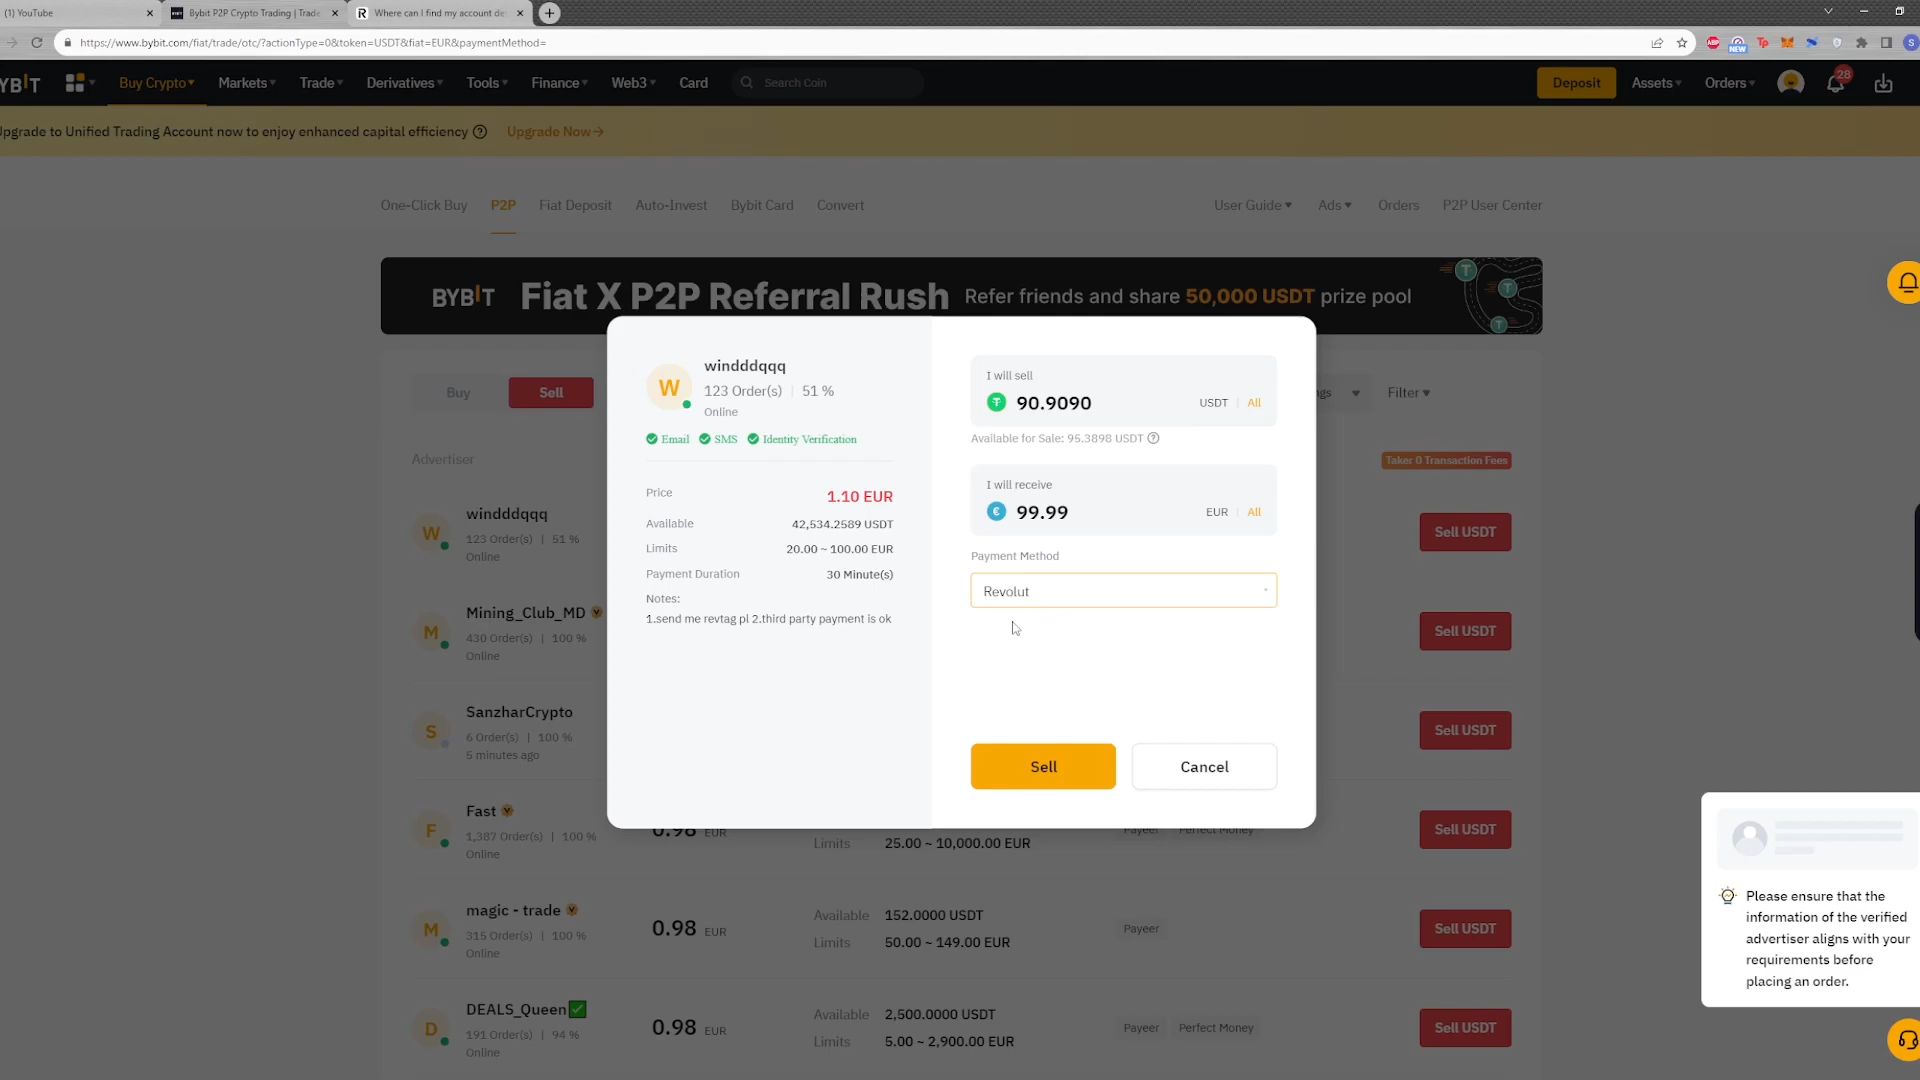 (1) YouTube
Bybit P2P Crypto Trading | Trade
Where can I find my account de
https://www.bybit.com/fiat/trade/otc/?actionType=0&token=USDT&fiat=EUR&paymentMethod=
ABP
NEW
Tp
S
YBIT
Buy Crypto
Markets
Trade
Derivatives
Tools
Finance
Web3
Card
Search Coin
Deposit
Assets
Orders
28
pgrade to Unified Trading Account now to enjoy enhanced capital efficiency
Upgrade Now→
One-Click Buy
P2P
Fiat Deposit
Auto-Invest
Bybit Card
Convert
User Guide
Ads
Orders
P2P User Center
BYBIT
Fiat X P2P Referral Rush
Refer friends and share 50,000 USDT prize pool
Buy
Sell
gs
Filter
Advertiser
Taker 0 Transaction Fees
W
windddqqq
123 Order(s) | 51 %
Online
Sell USDT
M
Mining_Club_MD
430 Order(s) | 100 %
Online
Sell USDT
S
SanzharCrypto
6 Order(s) | 100 %
5 minutes ago
Sell USDT
F
Fast
1,387 Order(s) | 100 %
Online
0.98 EUR
Limits 25.00 ~ 10,000.00 EUR
Payeer
Perfect Money
Sell USDT
M
magic - trade
315 Order(s) | 100 %
Online
0.98 EUR
Available 152.0000 USDT
Limits 50.00 ~ 149.00 EUR
Payeer
Sell USDT
D
DEALS_Queen✅
191 Order(s) | 94 %
Online
0.98 EUR
Available 2,500.0000 USDT
Limits 5.00 ~ 2,900.00 EUR
Payeer
Perfect Money
Sell USDT
W
windddqqq
123 Order(s) | 51 %
Online
Email
SMS
Identity Verification
Price 1.10 EUR
Available 42,534.2589 USDT
Limits 20.00 ~ 100.00 EUR
Payment Duration 30 Minute(s)
Notes:
1.send me revtag pl 2.third party payment is ok
I will sell
90.9090 USDT | All
Available for Sale: 95.3898 USDT
I will receive
99.99 EUR | All
Payment Method
Revolut
Sell
Cancel
Please ensure that the
information of the verified
advertiser aligns with your
requirements before
placing an order.